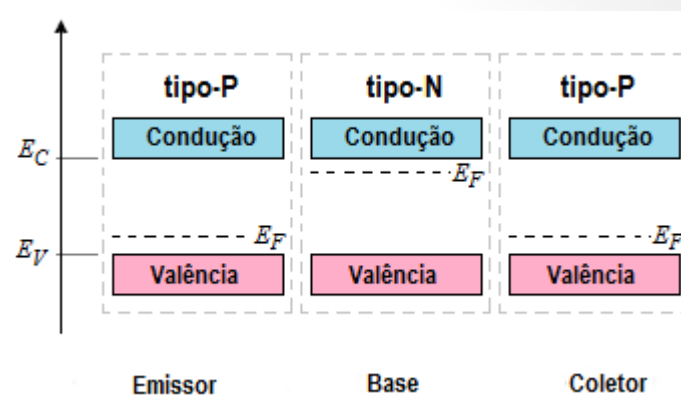 tipo-P tipo-N tipo-P
Condução Condução Condução
E_C
E_F
E_F E_F
E_V
Valência Valência Valência
Emissor Base Coletor